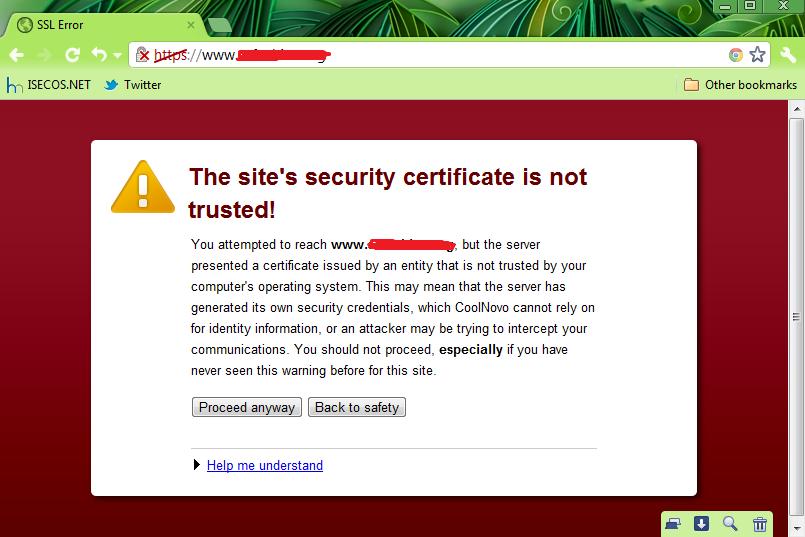 SSL Error
https://www.
ISECOS.NET
Twitter
Other bookmarks
The site's security certificate is not
trusted!
You attempted to reach www. , but the server
presented a certificate issued by an entity that is not trusted by your
computer's operating system. This may mean that the server has
generated its own security credentials, which CoolNovo cannot rely on
for identity information, or an attacker may be trying to intercept your
communications. You should not proceed, especially if you have
never seen this warning before for this site.
Proceed anyway
Back to safety
Help me understand